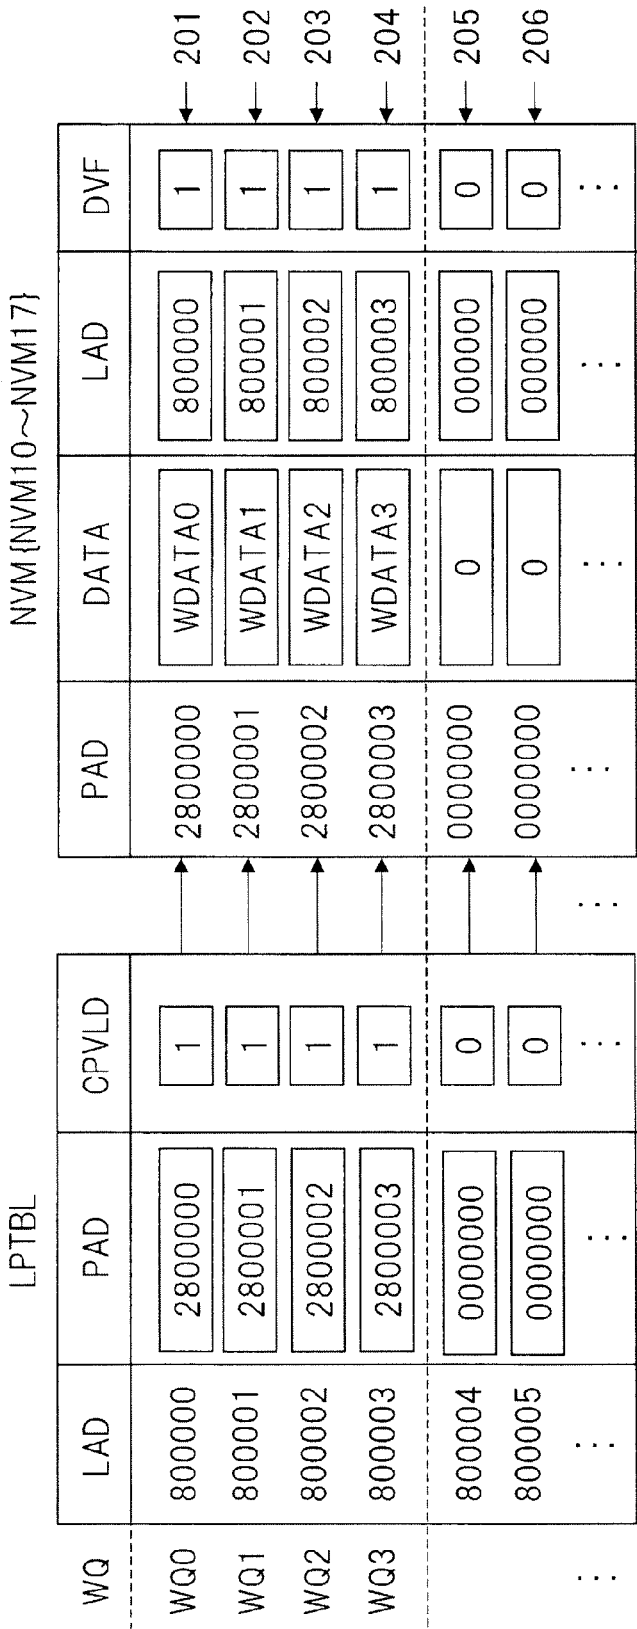 LPTBL NVM{NVM10~NVM17}
WQ LAD PAD CPVLD PAD DATA LAD DVF
WQ0 800000 2800000 1 2800000 WDATA0 800000 1 201
WQ1 800001 2800001 1 2800001 WDATA1 800001 1 202
WQ2 800002 2800002 1 2800002 WDATA2 800002 1 203
WQ3 800003 2800003 1 2800003 WDATA3 800003 1 204
800004 0000000 0 0000000 0 000000 0 205
800005 0000000 0 0000000 0 000000 0 206
... ... ... ... ... ... ... ... ...